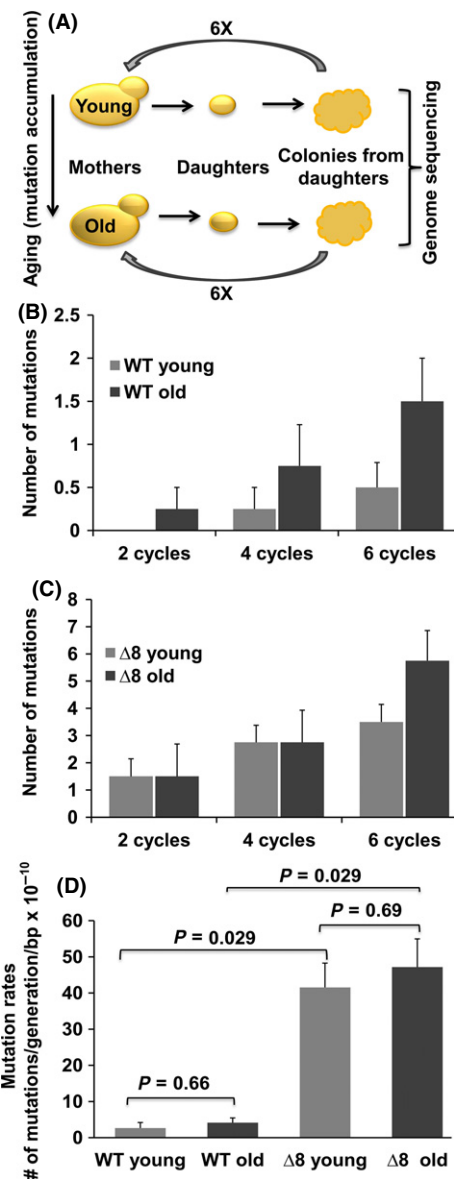 (A)
6X
Aging (mutation accumulation)
Young
Mothers
Daughters
Colonies from
daughters
Old
6X
Genome sequencing
(B)
Number of mutations
2.5
2
1.5
1
0.5
0
WT young
WT old
2 cycles 4 cycles 6 cycles
(C)
Number of mutations
8
7
6
5
4
3
2
1
0
Δ8 young
Δ8 old
2 cycles 4 cycles 6 cycles
(D)
Mutation rates
# of mutations/generation/bp x 10⁻¹⁰
60
50
40
30
20
10
0
P = 0.029
P = 0.029
P = 0.69
P = 0.66
WT young WT old Δ8 young Δ8 old